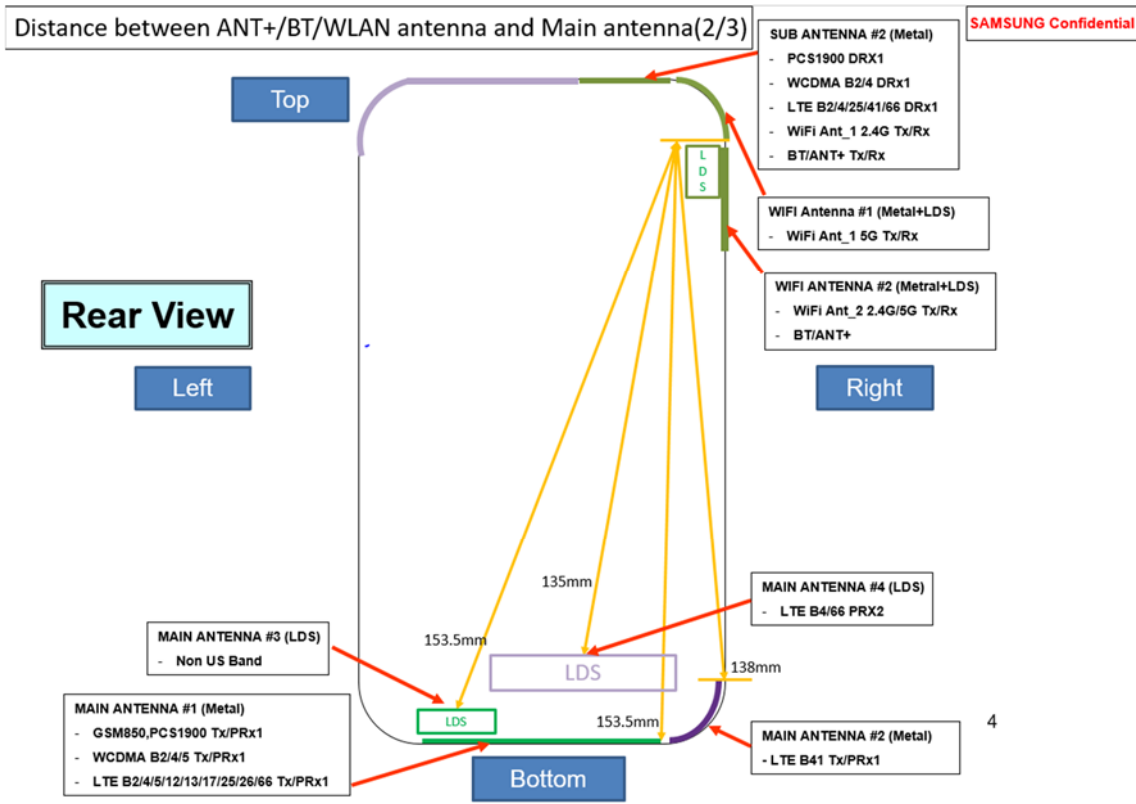 Distance between ANT+/BT/WLAN antenna and Main antenna(2/3)
SAMSUNG Confidential
SUB ANTENNA #2 (Metal)
- PCS1900 DRX1
- WCDMA B2/4 DRx1
- LTE B2/4/25/41/66 DRx1
- WiFi Ant_1 2.4G Tx/Rx
- BT/ANT+ Tx/Rx
Top
L
D
S
WIFI Antenna #1 (Metal+LDS)
- WiFi Ant_1 5G Tx/Rx
WIFI ANTENNA #2 (Metral+LDS)
- WiFi Ant_2 2.4G/5G Tx/Rx
- BT/ANT+
Rear View
Left
Right
135mm
MAIN ANTENNA #4 (LDS)
- LTE B4/66 PRX2
MAIN ANTENNA #3 (LDS)
- Non US Band
153.5mm
LDS
138mm
MAIN ANTENNA #1 (Metal)
- GSM850,PCS1900 Tx/PRx1
- WCDMA B2/4/5 Tx/PRx1
- LTE B2/4/5/12/13/17/25/26/66 Tx/PRx1
LDS
153.5mm
MAIN ANTENNA #2 (Metal)
- LTE B41 Tx/PRx1
4
Bottom